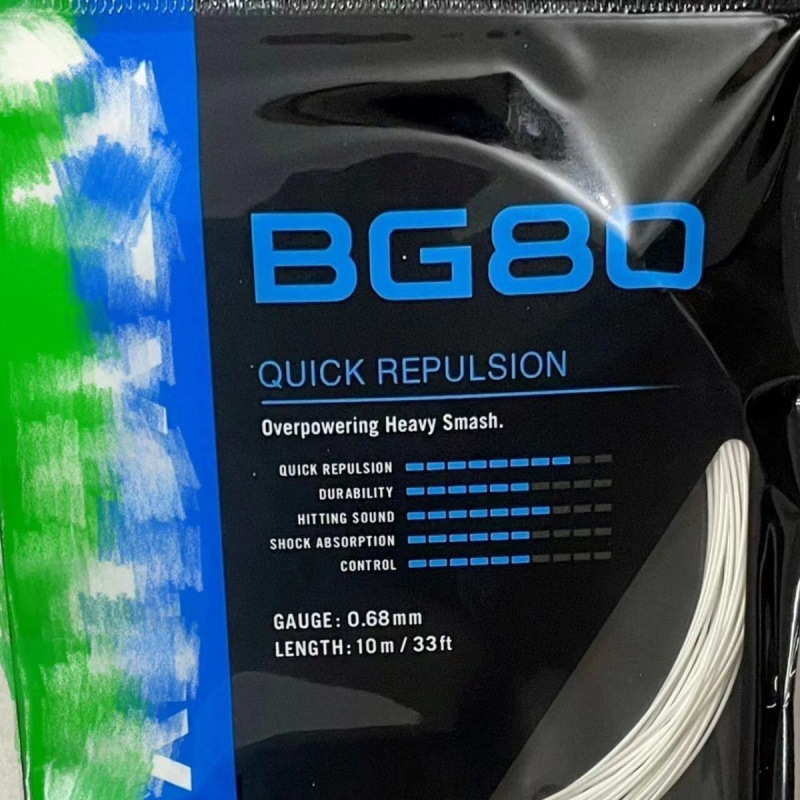 BG80
QUICK REPULSION
Overpowering Heavy Smash.
QUICK REPULSION
DURABILITY
HITTING SOUND
SHOCK ABSORPTION
CONTROL
GAUGE: 0.68mm
LENGTH: 10m / 33ft